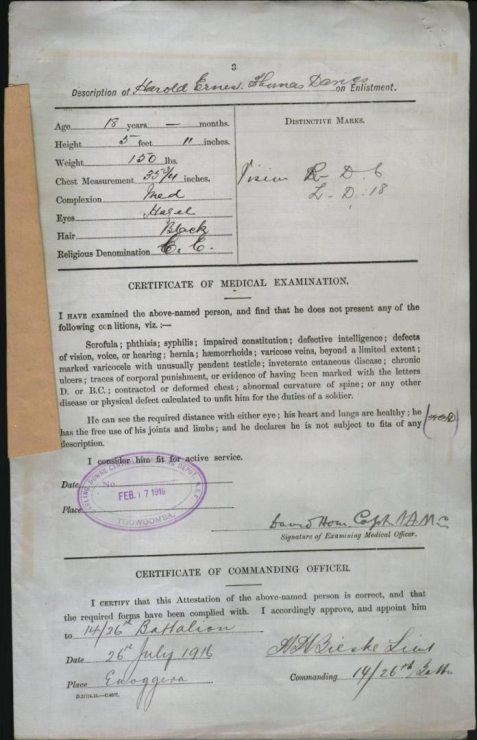 3
Description of Harold Ernest Thomas on Enlistment.
Age 18 years — months.
Height 5 feet 11 inches.
Weight 150 lbs.
Chest Measurement 35 3/4 inches.
Complexion Med
Eyes Hazel
Hair Black
Religious Denomination C. E.
DISTINCTIVE MARKS.
Vision R - D. 6
L - D. 18
CERTIFICATE OF MEDICAL EXAMINATION.
I HAVE examined the above-named person, and find that he does not present any of the
following conditions, viz. :—
Scrofula; phthisis; syphilis; impaired constitution; defective intelligence; defects
of vision, voice, or hearing; hernia; hæmorrhoids; varicose veins, beyond a limited extent;
marked varicocele with unusually pendent testicle; inveterate cutaneous disease; chronic
ulcers; traces of corporal punishment, or evidence of having been marked with the letters
D. or B.C.; contracted or deformed chest; abnormal curvature of spine; or any other
disease or physical defect calculated to unfit him for the duties of a soldier.
He can see the required distance with either eye; his heart and lungs are healthy; he
has the free use of his joints and limbs; and he declares he is not subject to fits of any
description.
I consider him fit for active service.
Date
No.
FEB 17 1916
Place
TOOWOOMBA
David Horn Capt AAMC
Signature of Examining Medical Officer.
CERTIFICATE OF COMMANDING OFFICER.
I CERTIFY that this Attestation of the above-named person is correct, and that
the required forms have been complied with. I accordingly approve, and appoint him
to 14/26th Battalion
Date 26th July 1916
Lieut
Place Enoggera
Commanding 14/26th Battn